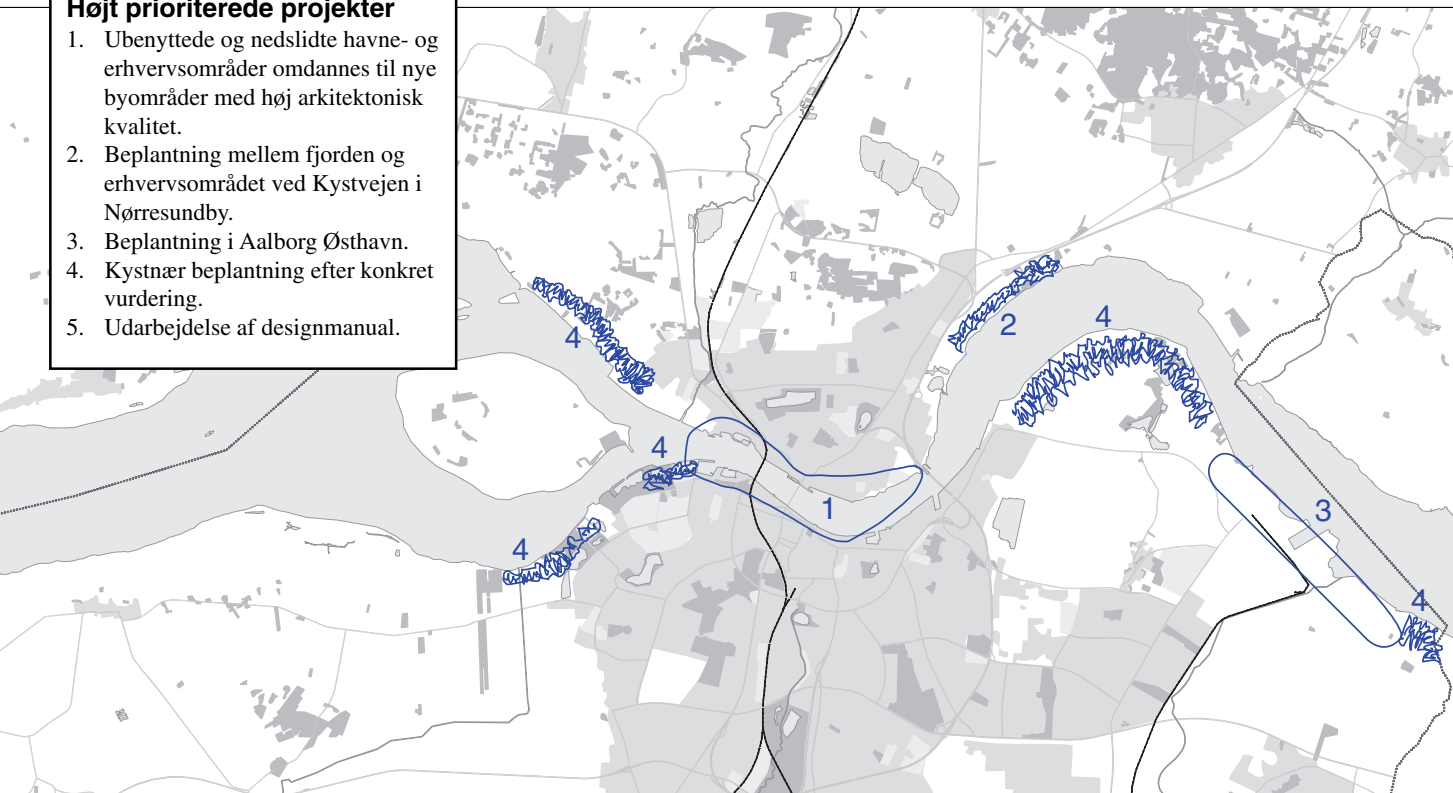 Højt prioriterede projekter
1. Ubenyttede og nedslidte havne- og
erhvervsområder omdannes til nye
byområder med høj arkitektonisk
kvalitet.
2. Beplantning mellem fjorden og
erhvervsområdet ved Kystvejen i
Nørresundby.
3. Beplantning i Aalborg Østhavn.
4. Kystnær beplantning efter konkret
vurdering.
5. Udarbejdelse af designmanual.
2
4
4
4
1
3
4
4